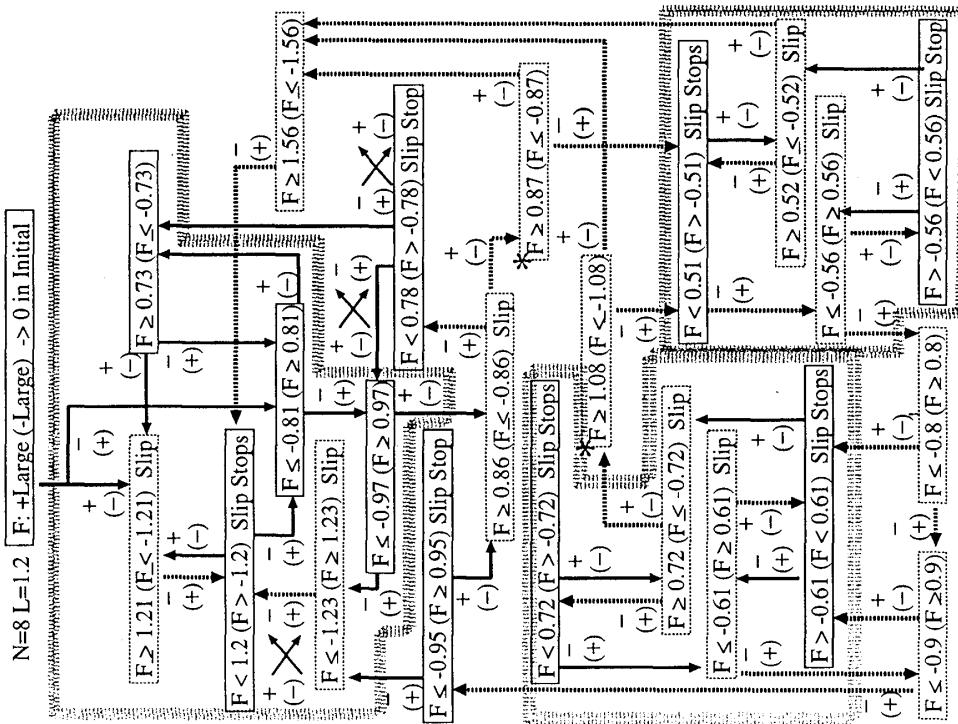 N=8 L=1.2 F: +Large (-Large) -> 0 in Initial
+ (−)
− (+)
F ≥ 1.21 (F ≤ -1.21) Slip
+ (−)
− (+)
F ≥ 0.73 (F ≤ -0.73)
− (+)
+ (−)
F < 1.2 (F > -1.2) Slip Stops
− (+)
+ (−)
F ≤ -0.81 (F ≥ 0.81)
+ (−)
− (+)
F ≥ 1.56 (F ≤ -1.56)
− (+)
+ (−)
− (+)
F ≤ -1.23 (F ≥ 1.23) Slip
− (+)
F ≤ -0.97 (F ≥ 0.97)
− (+)
+ (−)
− (+)
+ (−)
F < 0.78 (F > -0.78) Slip Stop
− (+)
+ (−)
F ≤ -0.95 (F ≥ 0.95) Slip Stop
− (+)
+ (−)
F ≥ 0.86 (F ≤ -0.86) Slip
− (+)
+ (−)
F ≥ 0.87 (F ≤ -0.87)
*
+ (−)
− (+)
F < 0.72 (F > -0.72) Slip Stops
− (+)
+ (−)
F ≥ 1.08 (F ≤ -1.08)
*
+ (−)
− (+)
F ≥ 0.72 (F ≤ -0.72) Slip
− (+)
+ (−)
F < 0.51 (F > -0.51) Slip Stops
− (+)
+ (−)
F ≤ -0.61 (F ≥ 0.61) Slip
− (+)
+ (−)
F ≥ 0.52 (F ≤ -0.52) Slip
− (+)
+ (−)
F > -0.61 (F < 0.61) Slip Stops
− (+)
+ (−)
F ≤ -0.56 (F ≥ 0.56) Slip
− (+)
+ (−)
F > -0.56 (F < 0.56) Slip Stop
− (+)
+ (−)
F ≤ -0.9 (F ≥ 0.9)
− (+)
+ (−)
F ≤ -0.8 (F ≥ 0.8)
− (+)
+ (−)